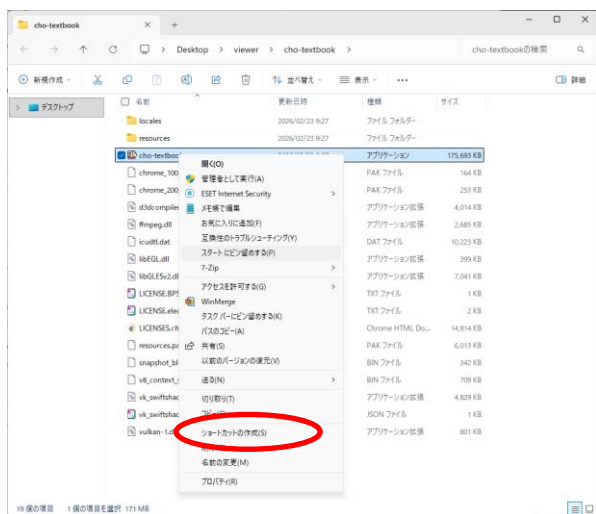 cho-textbook
Desktop > viewer > cho-textbook >
cho-textbookの検索
新規作成
並べ替え
表示
詳細
デスクトップ
名前 更新日時 種類 サイズ
locales 2026/02/23 9:27 ファイル フォルダー
resources 2026/02/23 9:27 ファイル フォルダー
cho-textbook アプリケーション 175,693 KB
chrome_100 PAK ファイル 164 KB
chrome_200 PAK ファイル 253 KB
d3dcompile アプリケーション拡張 4,014 KB
ffmpeg.dll アプリケーション拡張 2,685 KB
icudtl.dat DAT ファイル 10,223 KB
libEGL.dll アプリケーション拡張 399 KB
libGLESv2.dl アプリケーション拡張 7,041 KB
LICENSE.BPS TXT ファイル 1 KB
LICENSE.elec TXT ファイル 2 KB
LICENSES.ch Chrome HTML Do... 14,814 KB
resources.pa PAK ファイル 6,013 KB
snapshot_bl BIN ファイル 342 KB
v8_context_ BIN ファイル 709 KB
vk_swiftshac アプリケーション拡張 4,829 KB
vk_swiftshac JSON ファイル 1 KB
vulkan-1.d アプリケーション拡張 801 KB
開く(O)
管理者として実行(A)
ESET Internet Security
メモ帳で編集
お気に入りに追加(F)
互換性のトラブルシューティング(Y)
スタート にピン留めする(P)
7-Zip
アクセスを許可する(G)
WinMerge
タスク バーにピン留めする(K)
パスのコピー(A)
共有(S)
以前のバージョンの復元(V)
送る(N)
切り取り(T)
ショートカットの作成(S)
名前の変更(M)
プロパティ(R)
19 個の項目 1 個の項目を選択 171 MB